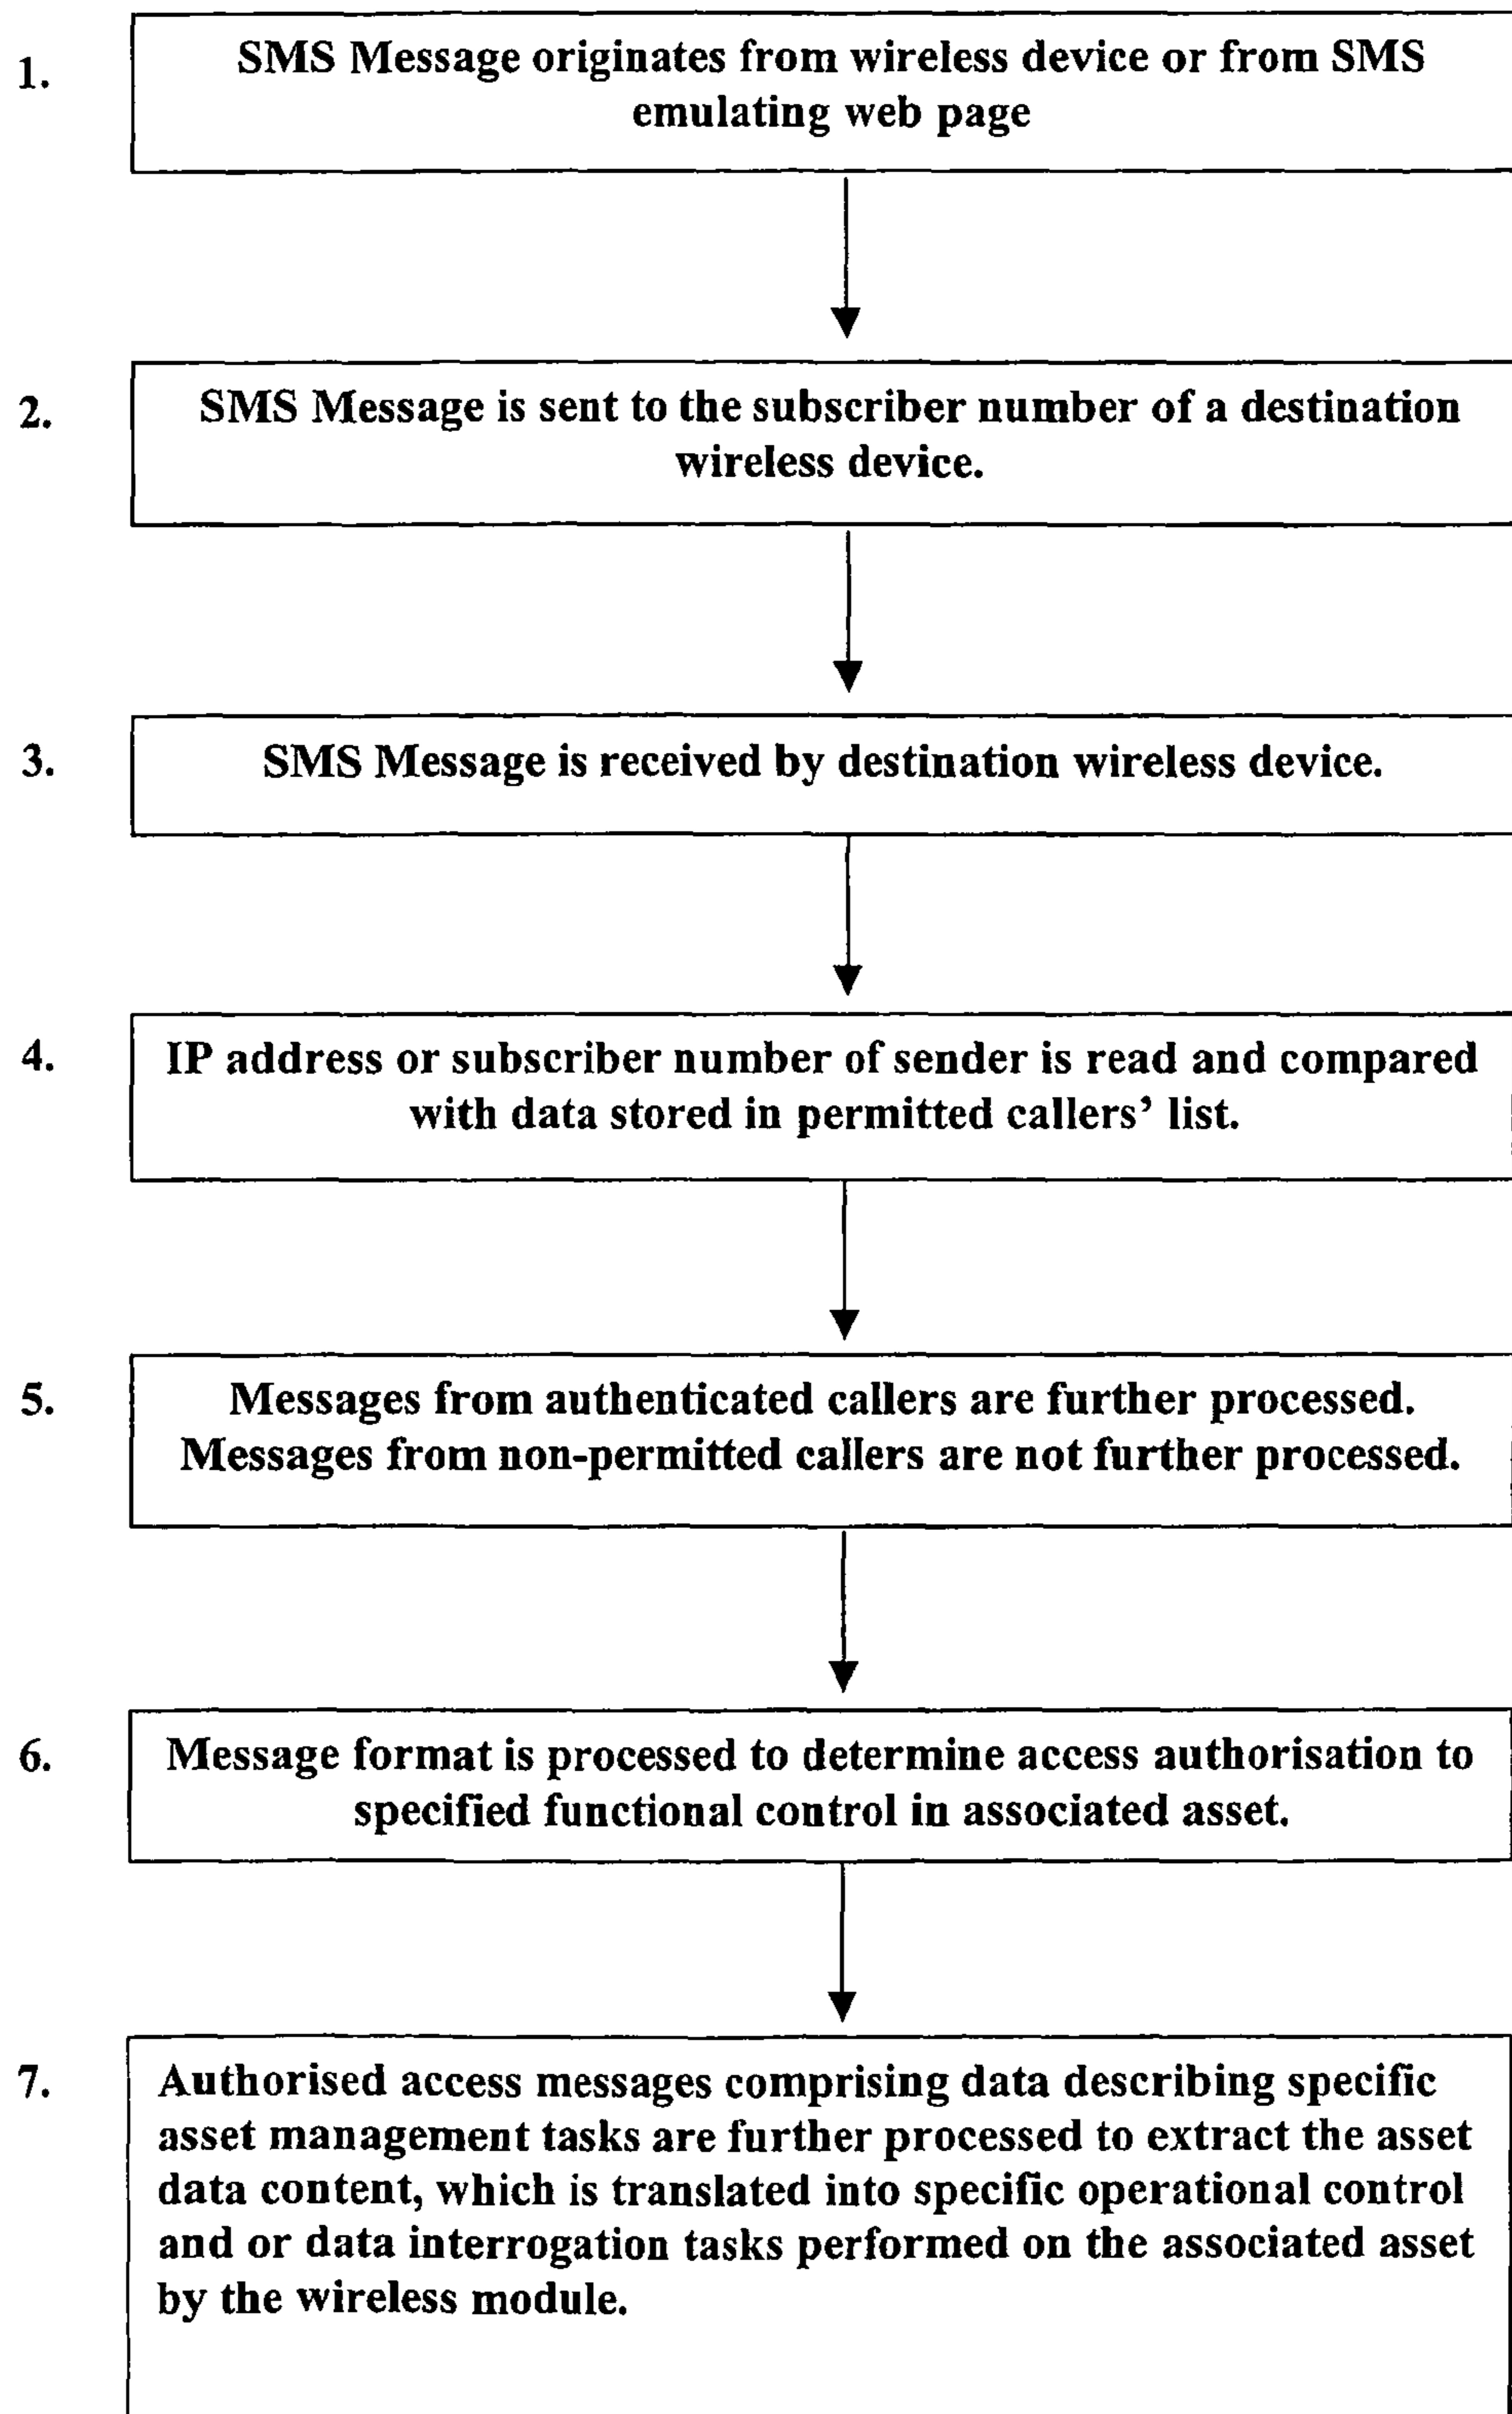 1.
SMS Message originates from wireless device or from SMS
emulating web page
2.
SMS Message is sent to the subscriber number of a destination
wireless device.
3.
SMS Message is received by destination wireless device.
4.
IP address or subscriber number of sender is read and compared
with data stored in permitted callers’ list.
5.
Messages from authenticated callers are further processed.
Messages from non-permitted callers are not further processed.
6.
Message format is processed to determine access authorisation to
specified functional control in associated asset.
7.
Authorised access messages comprising data describing specific
asset management tasks are further processed to extract the asset
data content, which is translated into specific operational control
and or data interrogation tasks performed on the associated asset
by the wireless module.